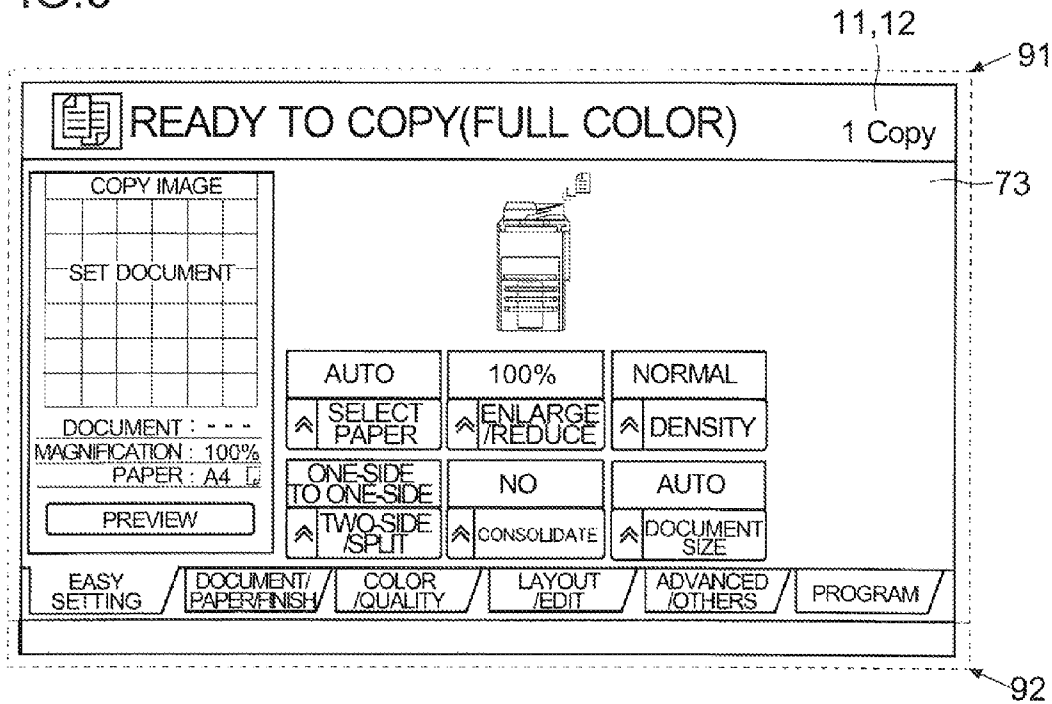 11,12
91
READY TO COPY(FULL COLOR)
1 Copy
73
COPY IMAGE
SET DOCUMENT
DOCUMENT : - - -
MAGNIFICATION : 100%
PAPER : A4
PREVIEW
AUTO
SELECT
PAPER
100%
ENLARGE
/REDUCE
NORMAL
DENSITY
ONE-SIDE
TO ONE-SIDE
TWO-SIDE
/SPLIT
NO
CONSOLIDATE
AUTO
DOCUMENT
SIZE
EASY
SETTING
DOCUMENT/
PAPER/FINISH
COLOR
/QUALITY
LAYOUT
/EDIT
ADVANCED
/OTHERS
PROGRAM
92